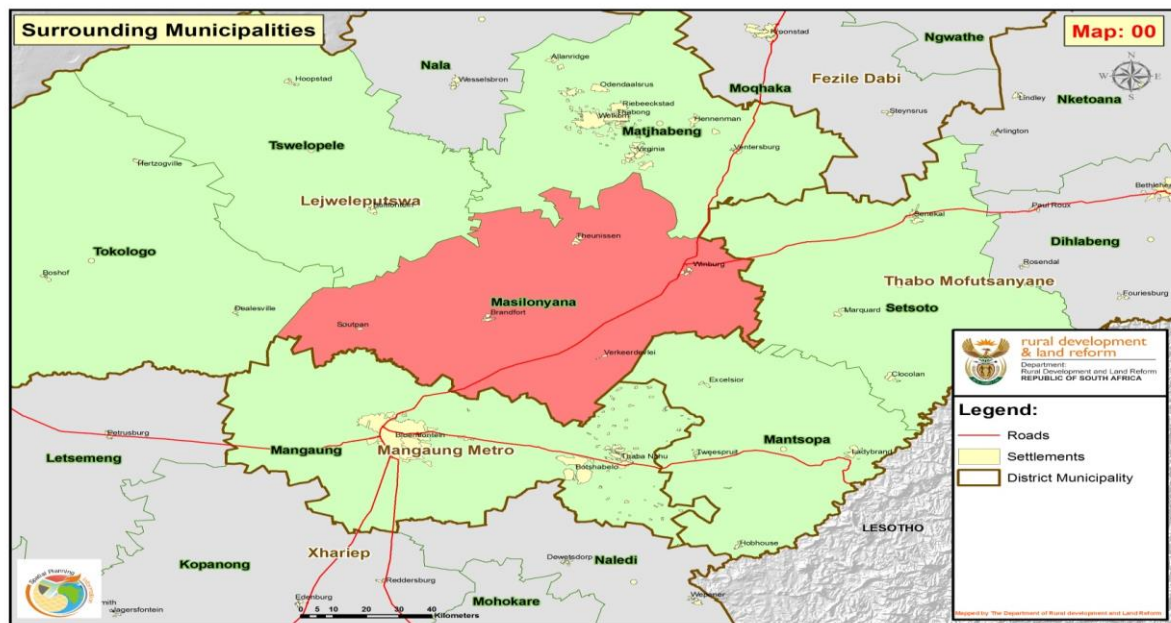 Surrounding Municipalities
Map: 00
N
W
E
S
Kroonstad
Ngwathe
Allanridge
Nala
Fezile Dabi
Hoopstad
Wesselsbron
Odendaalsrus
Moqhaka
Nketoana
Lindley
Riebeeckstad
Thabong
Welkom
Hennenman
Steynsrus
Matjhabeng
Arlington
Tswelopele
Virginia
Ventersburg
Hertzogville
Bethlehem
Lejweleputswa
Paul Roux
Senekal
Theunissen
Dihlabeng
Tokologo
Winburg
Rosendal
Boshof
Thabo Mofutsanyane
Fouriesburg
Masilonyana
Setsoto
Dealesville
Brandfort
Marquard
Soutpan
Verkeerdevlei
Clocolan
Excelsior
Petrusburg
Bloemfontein
Mantsopa
Mangaung
Mangaung Metro
Letsemeng
Thaba Nchu
Tweespruit
Ladybrand
Botshabelo
LESOTHO
Xhariep
Hobhouse
Kopanong
Naledi
Dewetsdorp
Reddersburg
Mohokare
Edenburg
Wepener
smith
Jagersfontein
0 5 10 20 30 40
Kilometers
Spatial Planning
rural development
& land reform
Department:
Rural Development and Land Reform
REPUBLIC OF SOUTH AFRICA
Legend:
Roads
Settlements
District Municipality
Mapped by The Department of Rural development and Land Reform